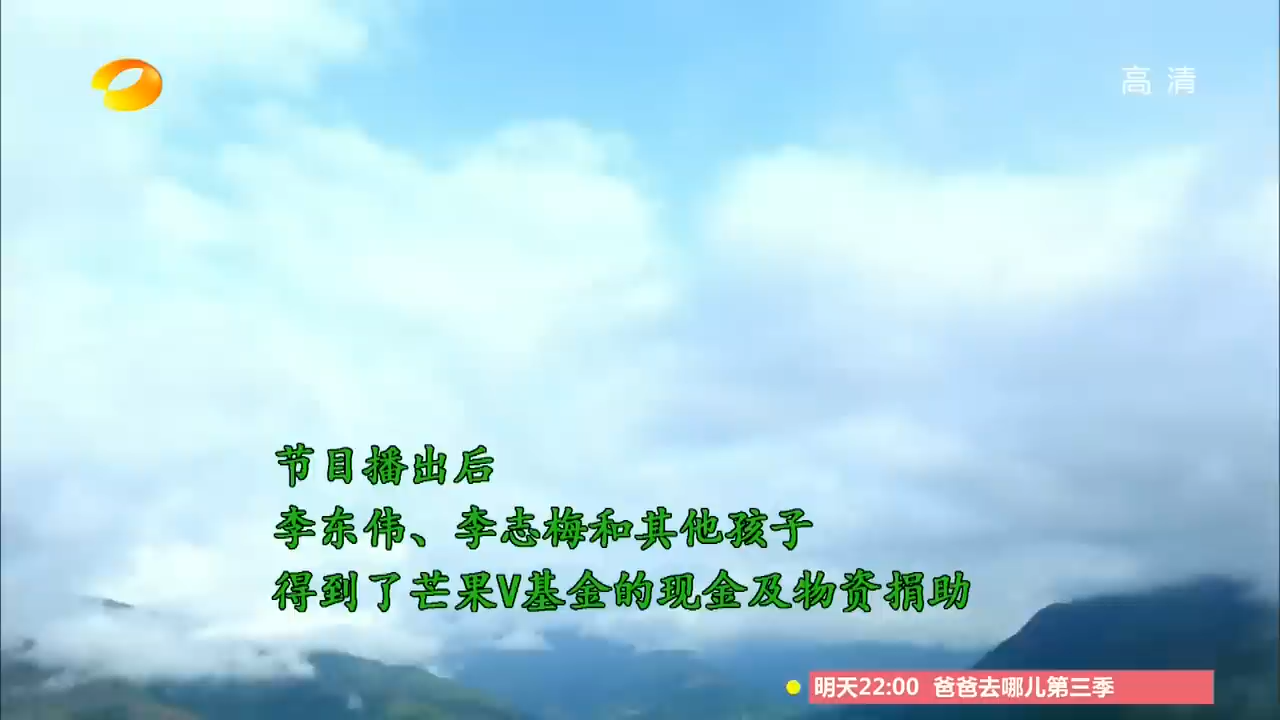 高清
节目播出后
李东伟、李志梅和其他孩子
得到了芒果V基金的现金及物资捐助
明天22:00 爸爸去哪儿第三季